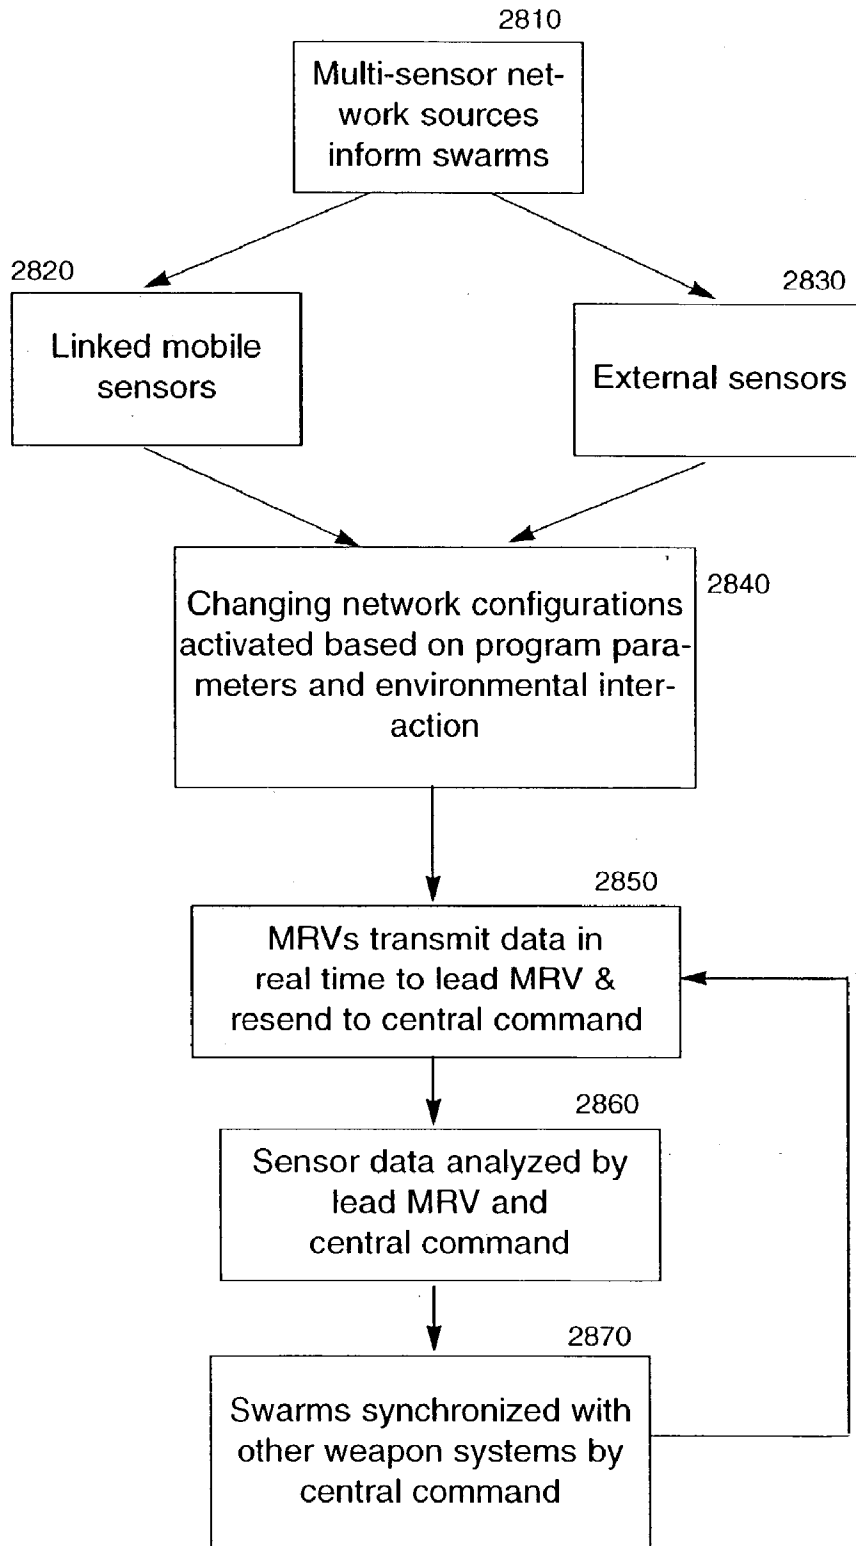 2810
Multi-sensor net-
work sources
inform swarms
2820
Linked mobile
sensors
2830
External sensors
2840
Changing network configurations
activated based on program para-
meters and environmental inter-
action
2850
MRVs transmit data in
real time to lead MRV &
resend to central command
2860
Sensor data analyzed by
lead MRV and
central command
2870
Swarms synchronized with
other weapon systems by
central command